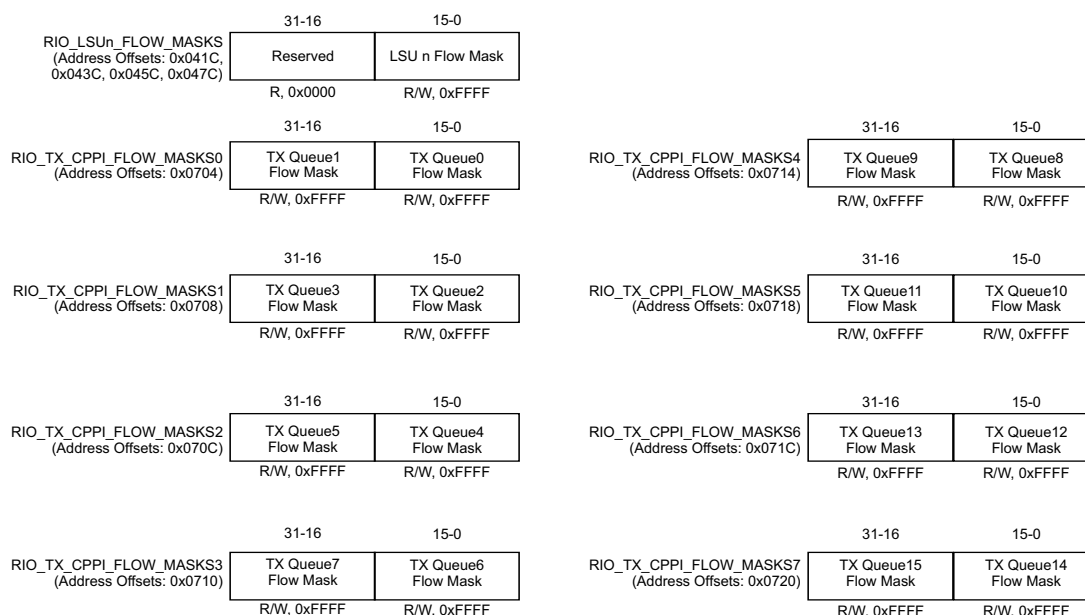 31-16 15-0
RIO_LSUn_FLOW_MASKS
(Address Offsets: 0x041C,
0x043C, 0x045C, 0x047C)
Reserved LSU n Flow Mask
R, 0x0000 R/W, 0xFFFF
31-16 15-0
RIO_TX_CPPI_FLOW_MASKS0
(Address Offsets: 0x0704)
TX Queue1 TX Queue0
Flow Mask Flow Mask
R/W, 0xFFFF R/W, 0xFFFF
31-16 15-0
RIO_TX_CPPI_FLOW_MASKS4
(Address Offsets: 0x0714)
TX Queue9 TX Queue8
Flow Mask Flow Mask
R/W, 0xFFFF R/W, 0xFFFF
31-16 15-0
RIO_TX_CPPI_FLOW_MASKS1
(Address Offsets: 0x0708)
TX Queue3 TX Queue2
Flow Mask Flow Mask
R/W, 0xFFFF R/W, 0xFFFF
31-16 15-0
RIO_TX_CPPI_FLOW_MASKS5
(Address Offsets: 0x0718)
TX Queue11 TX Queue10
Flow Mask Flow Mask
R/W, 0xFFFF R/W, 0xFFFF
31-16 15-0
RIO_TX_CPPI_FLOW_MASKS2
(Address Offsets: 0x070C)
TX Queue5 TX Queue4
Flow Mask Flow Mask
R/W, 0xFFFF R/W, 0xFFFF
31-16 15-0
RIO_TX_CPPI_FLOW_MASKS6
(Address Offsets: 0x071C)
TX Queue13 TX Queue12
Flow Mask Flow Mask
R/W, 0xFFFF R/W, 0xFFFF
31-16 15-0
RIO_TX_CPPI_FLOW_MASKS3
(Address Offsets: 0x0710)
TX Queue7 TX Queue6
Flow Mask Flow Mask
R/W, 0xFFFF R/W, 0xFFFF
31-16 15-0
RIO_TX_CPPI_FLOW_MASKS7
(Address Offsets: 0x0720)
TX Queue15 TX Queue14
Flow Mask Flow Mask
R/W, 0xFFFF R/W, 0xFFFF